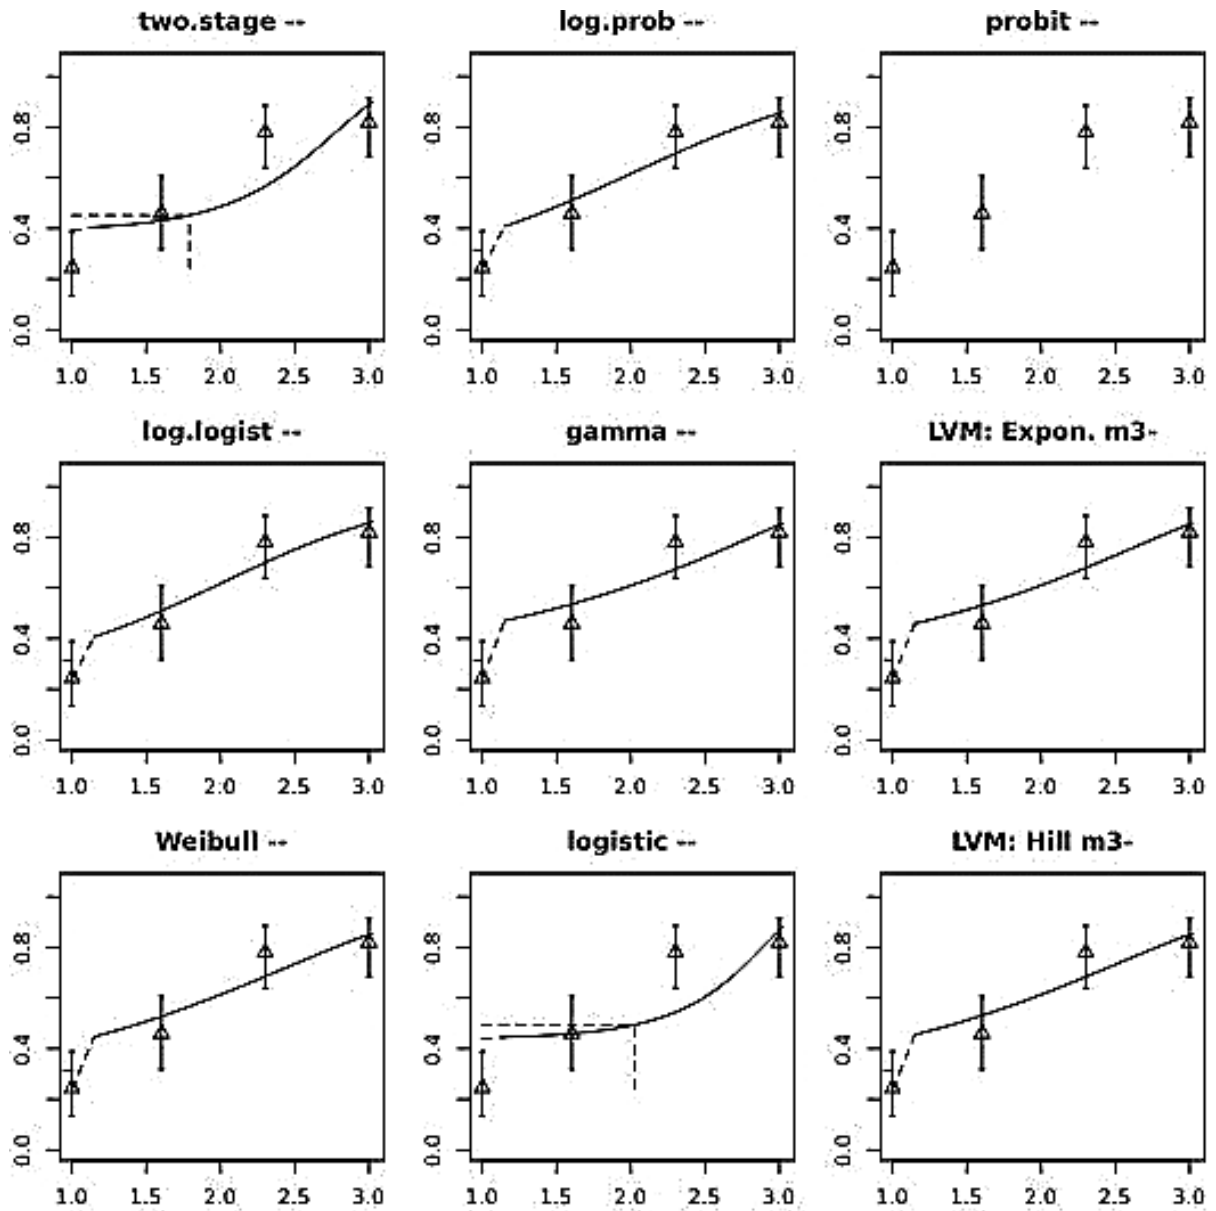 two.stage --
log.prob --
probit --
0.0 0.4 0.8
0.0 0.4 0.8
0.0 0.4 0.8
1.0 1.5 2.0 2.5 3.0
1.0 1.5 2.0 2.5 3.0
1.0 1.5 2.0 2.5 3.0
log.logist --
gamma --
LVM: Expon. m3-
0.0 0.4 0.8
0.0 0.4 0.8
0.0 0.4 0.8
1.0 1.5 2.0 2.5 3.0
1.0 1.5 2.0 2.5 3.0
1.0 1.5 2.0 2.5 3.0
Weibull --
logistic --
LVM: Hill m3-
0.0 0.4 0.8
0.0 0.4 0.8
0.0 0.4 0.8
1.0 1.5 2.0 2.5 3.0
1.0 1.5 2.0 2.5 3.0
1.0 1.5 2.0 2.5 3.0